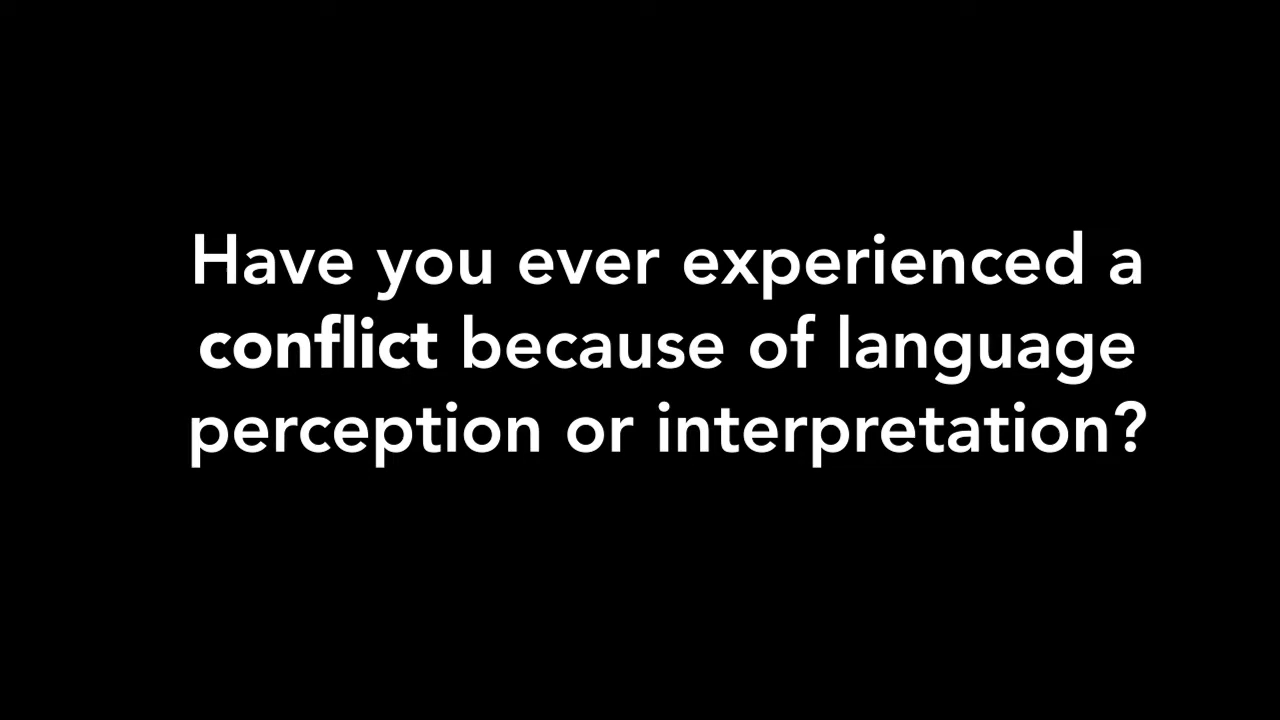 Have you ever experienced a
conflict because of language
perception or interpretation?